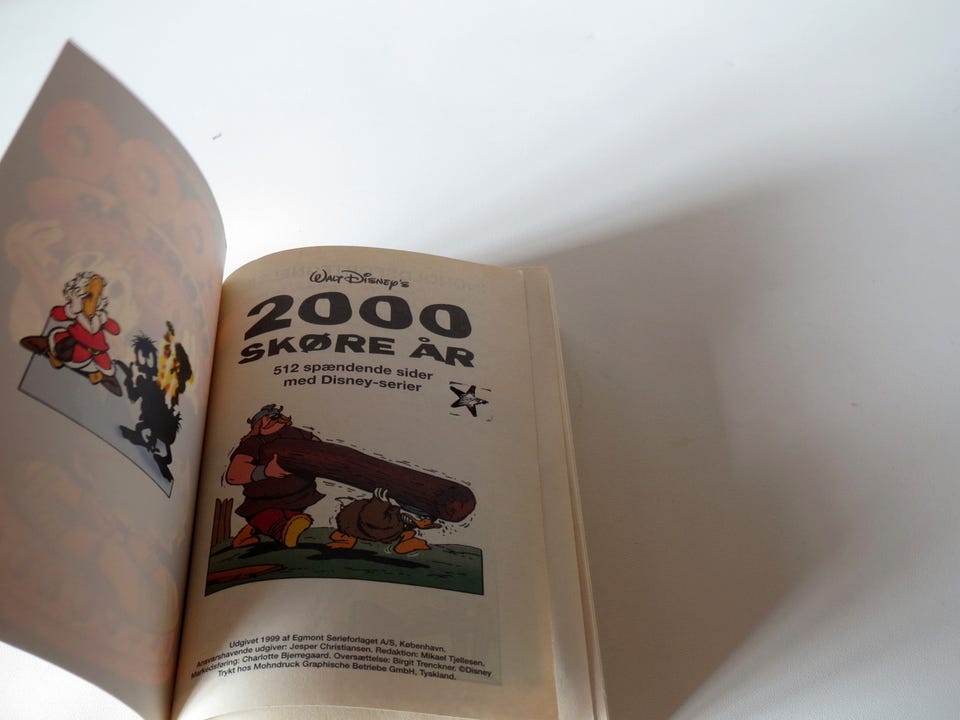 WALT DISNEY'S
2000
SKØRE ÅR
512 spændende sider
med Disney-serier
Udgivet 1999 af Egmont Serieforlaget A/S, København.
Ansvarshavende udgiver: Jesper Christiansen. Redaktion: Mikael Tjellesen.
Markedsføring: Charlotte Bjerregaard. Oversættelse: Birgit Trenckner. ©Disney
Trykt hos Mohndruck Graphische Betriebe GmbH, Tyskland.